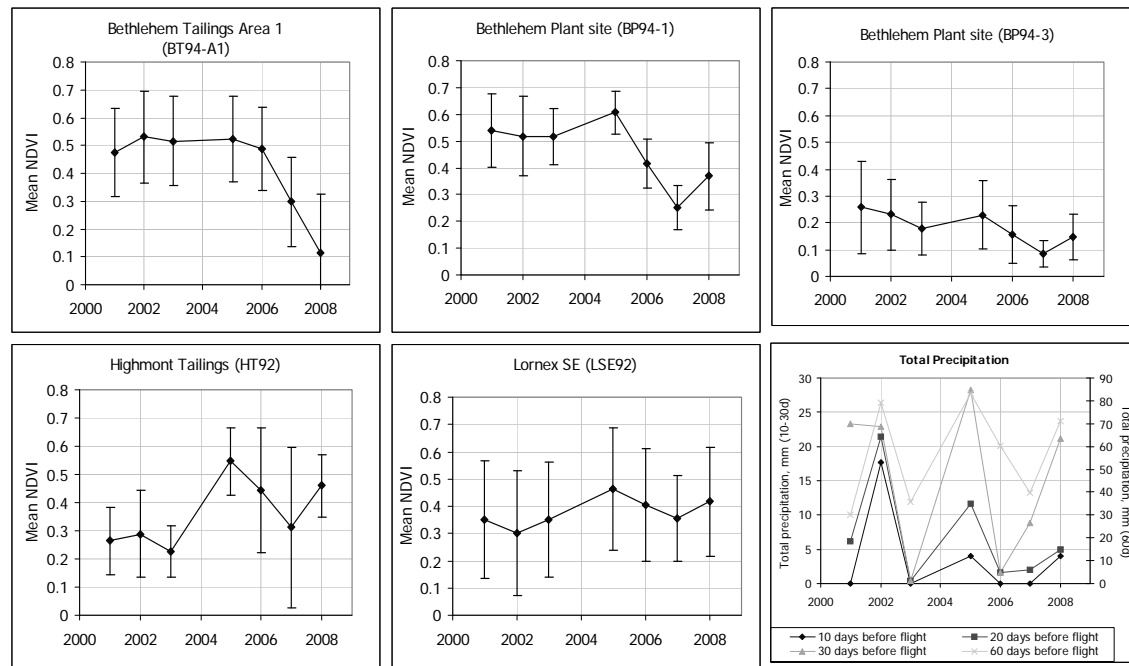 Bethlehem Tailings Area 1
(BT94-A1)
Mean NDVI
0.8
0.7
0.6
0.5
0.4
0.3
0.2
0.1
0
2000 2002 2004 2006 2008
Bethlehem Plant site (BP94-1)
Mean NDVI
0.8
0.7
0.6
0.5
0.4
0.3
0.2
0.1
0
2000 2002 2004 2006 2008
Bethlehem Plant site (BP94-3)
Mean NDVI
0.8
0.7
0.6
0.5
0.4
0.3
0.2
0.1
0
2000 2002 2004 2006 2008
Highmont Tailings (HT92)
Mean NDVI
0.8
0.7
0.6
0.5
0.4
0.3
0.2
0.1
0
2000 2002 2004 2006 2008
Lornex SE (LSE92)
Mean NDVI
0.8
0.7
0.6
0.5
0.4
0.3
0.2
0.1
0
2000 2002 2004 2006 2008
Total Precipitation
Total precipitation, mm (10-30d)
30
25
20
15
10
5
0
90
80
70
60
50
40
30
20
10
0
Total precipitation, mm (60d)
2000 2002 2004 2006 2008
10 days before flight 20 days before flight
30 days before flight 60 days before flight